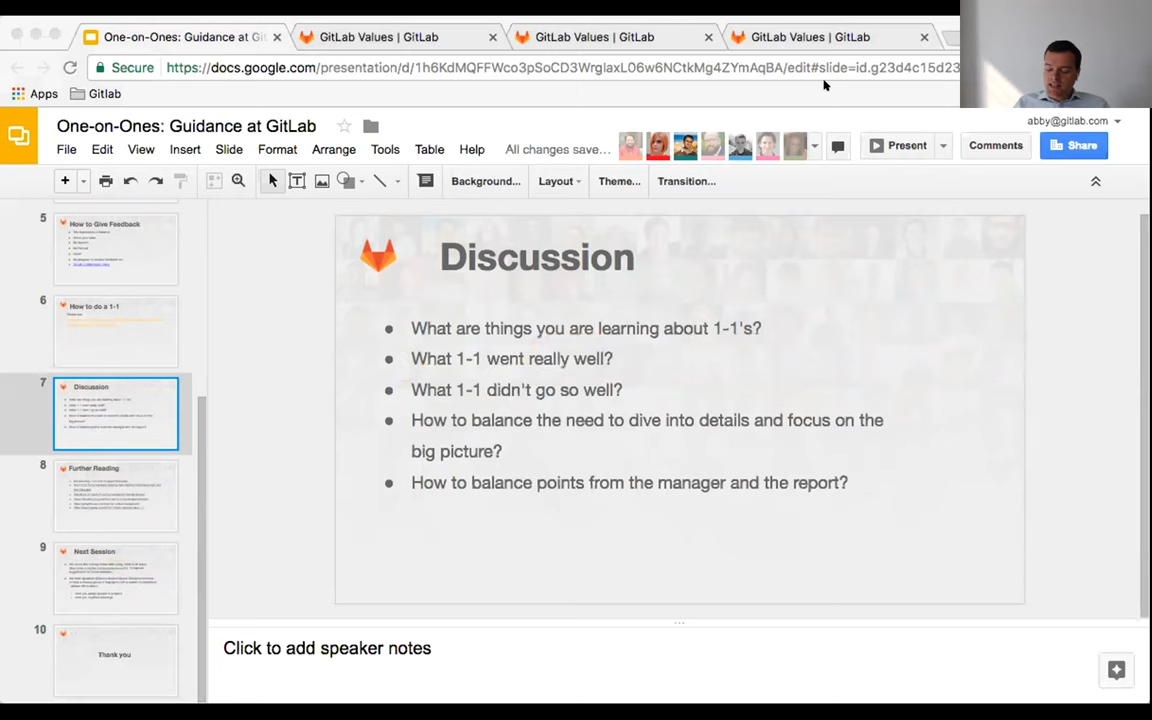 One-on-Ones: Guidance at Gi
GitLab Values | GitLab
GitLab Values | GitLab
GitLab Values | GitLab
Secure
https://docs.google.com/presentation/d/1h6KdMQFFWco3pSoCD3WrglaxL06w6NCtkMg4ZYmAqBA/edit#slide=id.g23d4c15d23
Apps
Gitlab
One-on-Ones: Guidance at GitLab
abby@gitlab.com
File Edit View Insert Slide Format Arrange Tools Table Help All changes save...
Present
Comments
Share
Background... Layout Theme... Transition...
5
How to Give Feedback
6
How to do a 1-1
7
Discussion
8
Further Reading
9
Next Session
10
Thank you
Discussion
● What are things you are learning about 1-1's?
● What 1-1 went really well?
● What 1-1 didn't go so well?
● How to balance the need to dive into details and focus on the
big picture?
● How to balance points from the manager and the report?
Click to add speaker notes